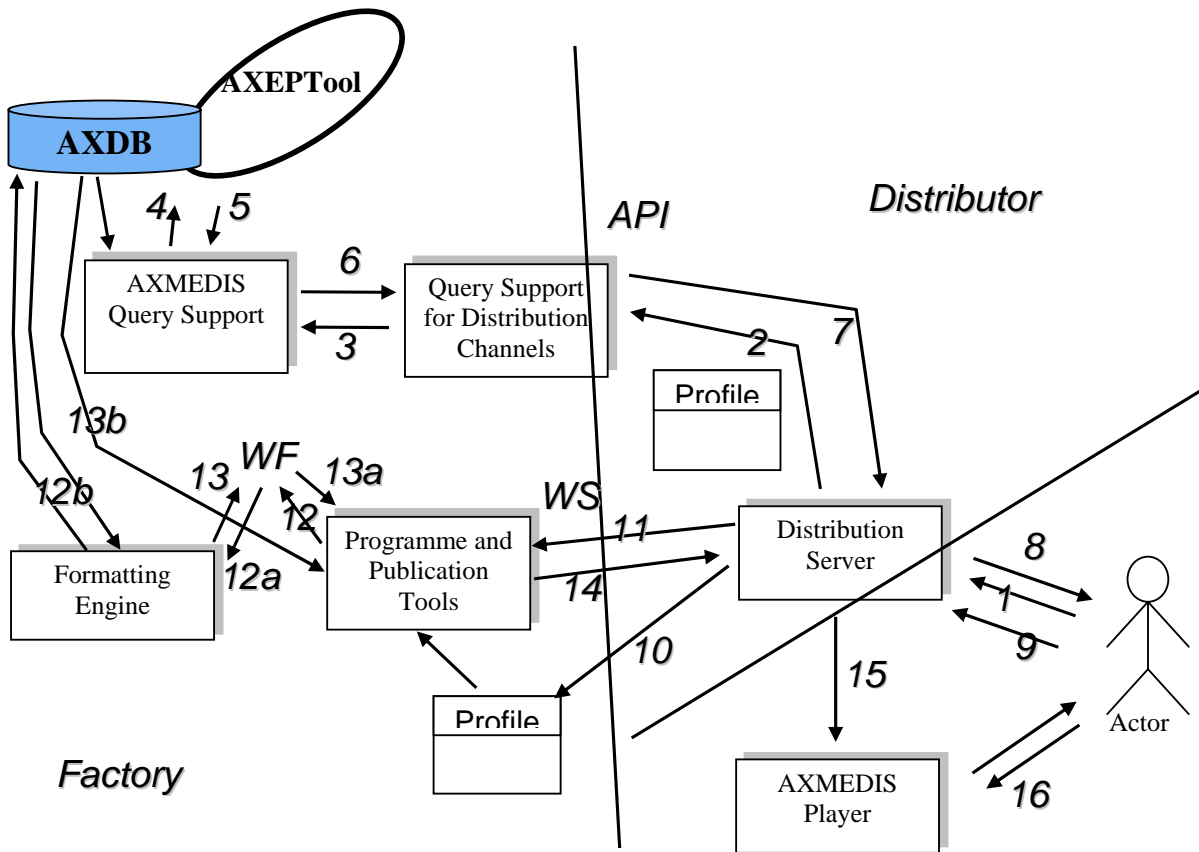 AXEPTool
AXDB
Distributor
4
5
API
6
AXMEDIS
Query Support
Query Support
for Distribution
Channels
3
2
7
Profile
13b
WF
13
13a
12b
12
WS
11
Distribution
Server
8
Programme and
Publication
Tools
Formatting
Engine
12a
14
1
9
10
15
Profile
Actor
Factory
AXMEDIS
Player
16